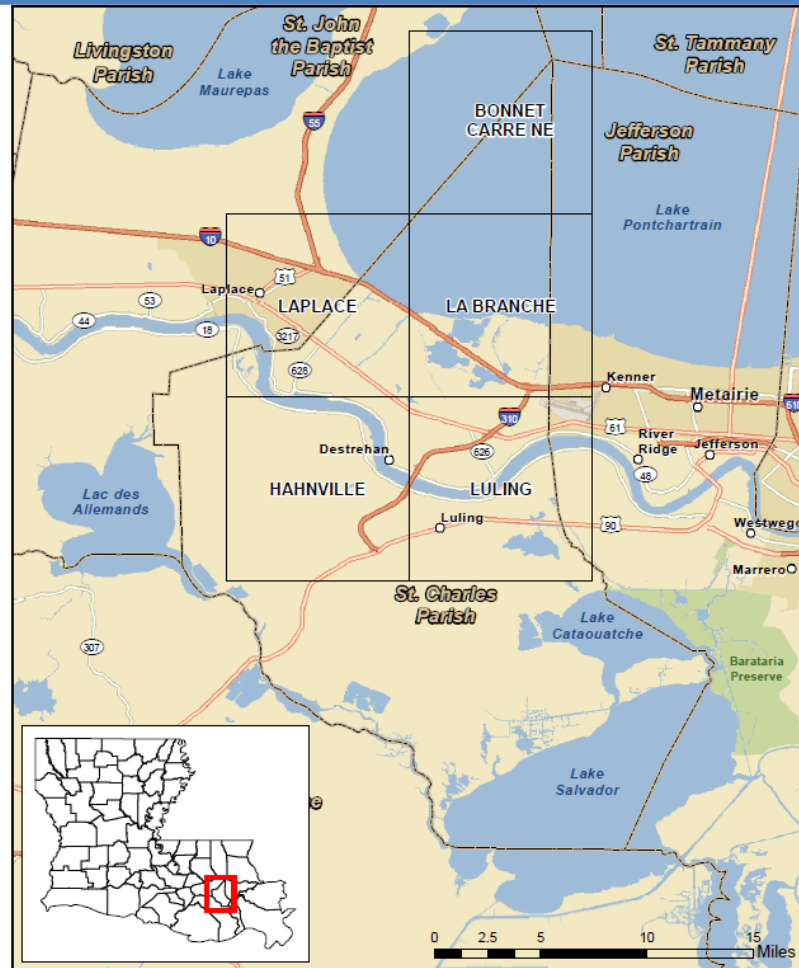 Livingston
Parish
St. John
the Baptist
Parish
St. Tammany
Parish
Lake
Maurepas
55
BONNET
CARRE NE
Jefferson
Parish
Lake
Pontchartrain
10
51
Laplace
53
LAPLACE
LA BRANCHE
44
18
3217
628
Kenner
Metairie
310
610
61
Destrehan
626
River
Ridge
Jefferson
48
Lac des
Allemands
HAHNVILLE
LULING
Luling
90
Westwego
Marrero
St. Charles
Parish
Lake
Cataouatche
307
Barataria
Preserve
Lake
Salvador
0 2.5 5 10 15
Miles